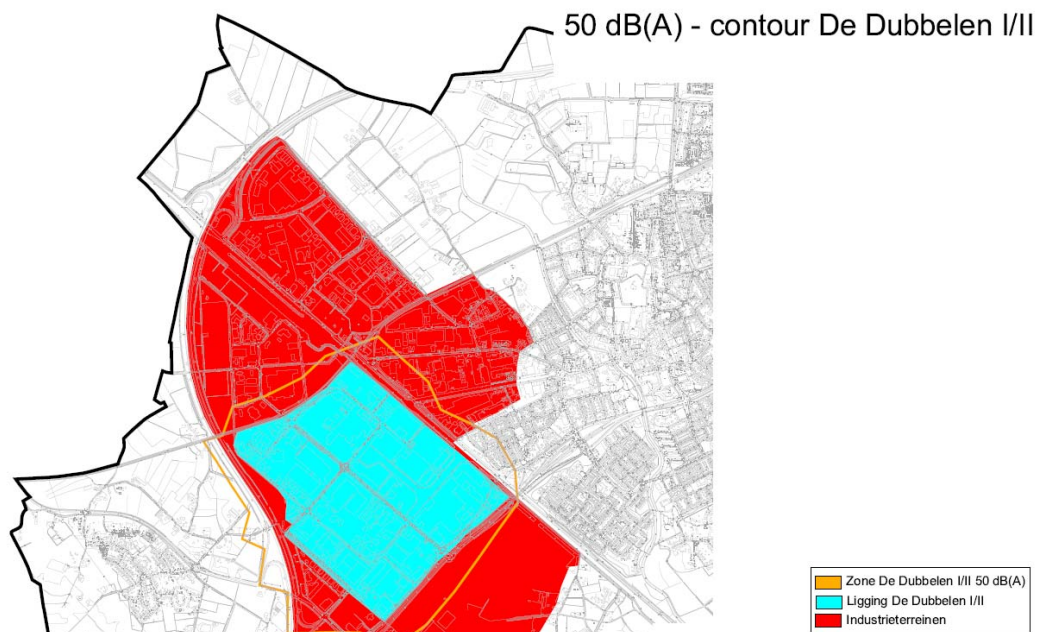 50 dB(A) - contour De Dubbelen I/II
Zone De Dubbelen I/II 50 dB(A)
Ligging De Dubbelen I/II
Industrieterreinen